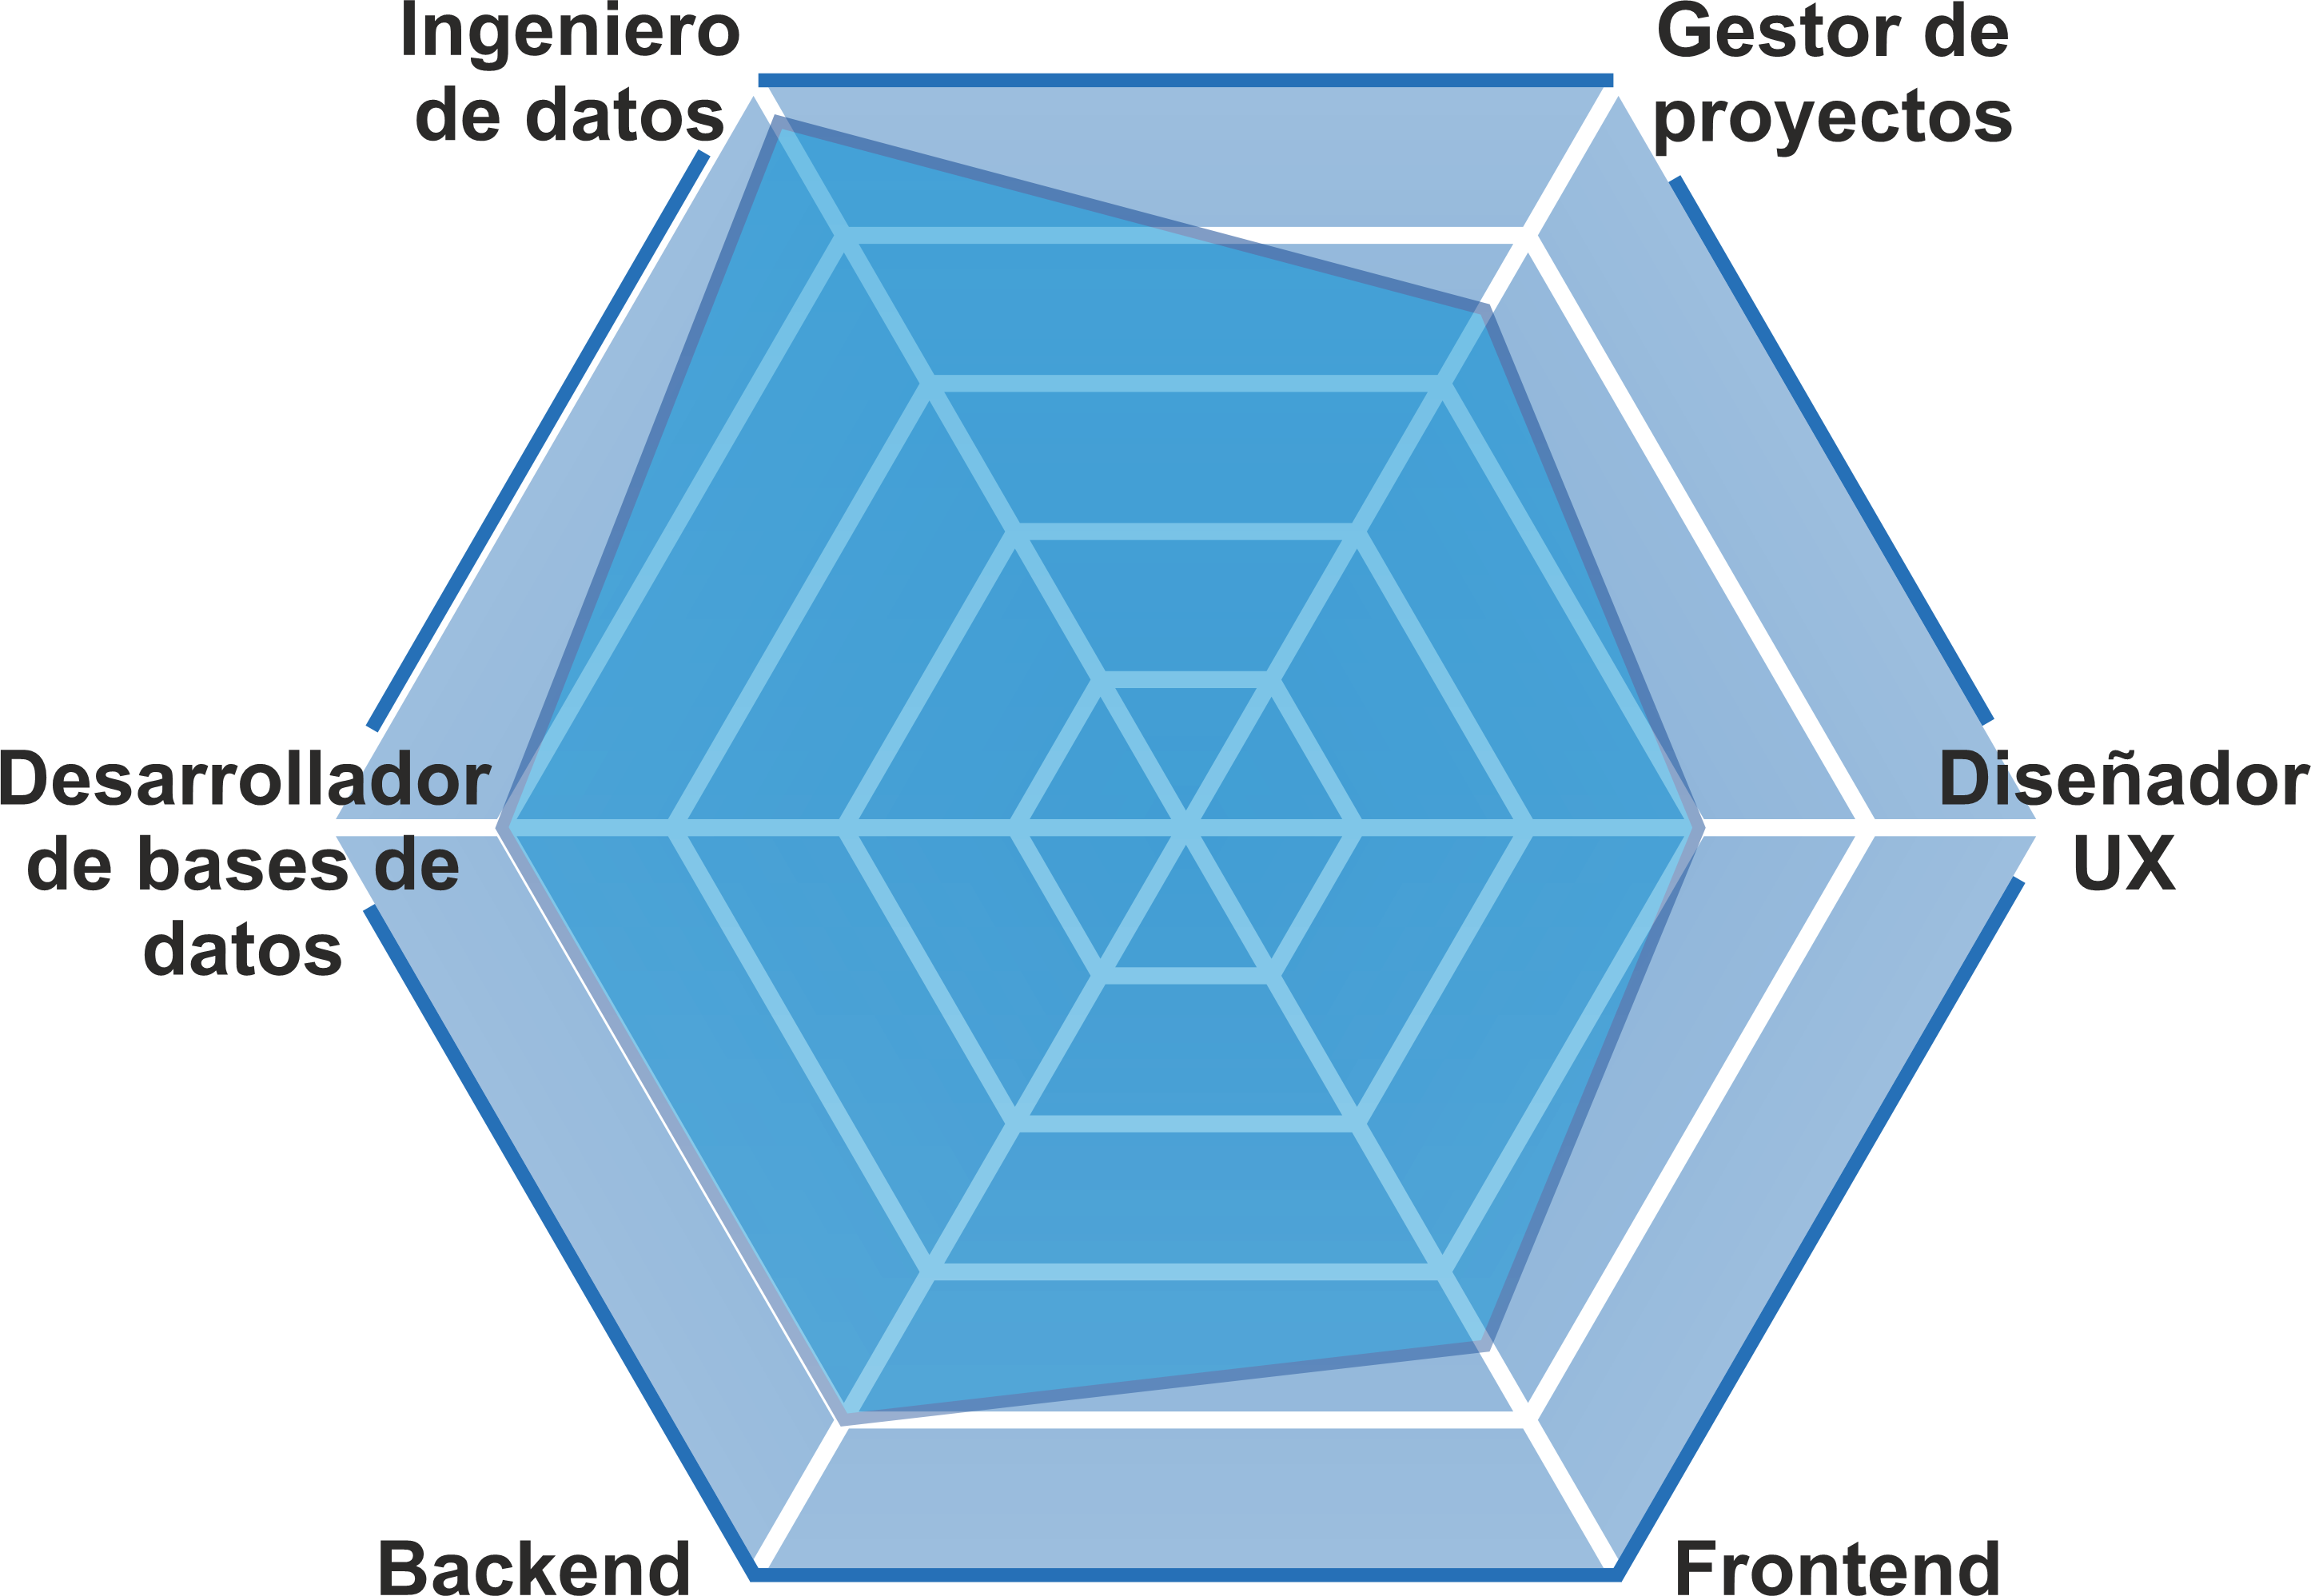 Ingeniero
de datos
Gestor de
proyectos
Desarrollador
de bases de
datos
Diseñador
UX
Backend
Frontend